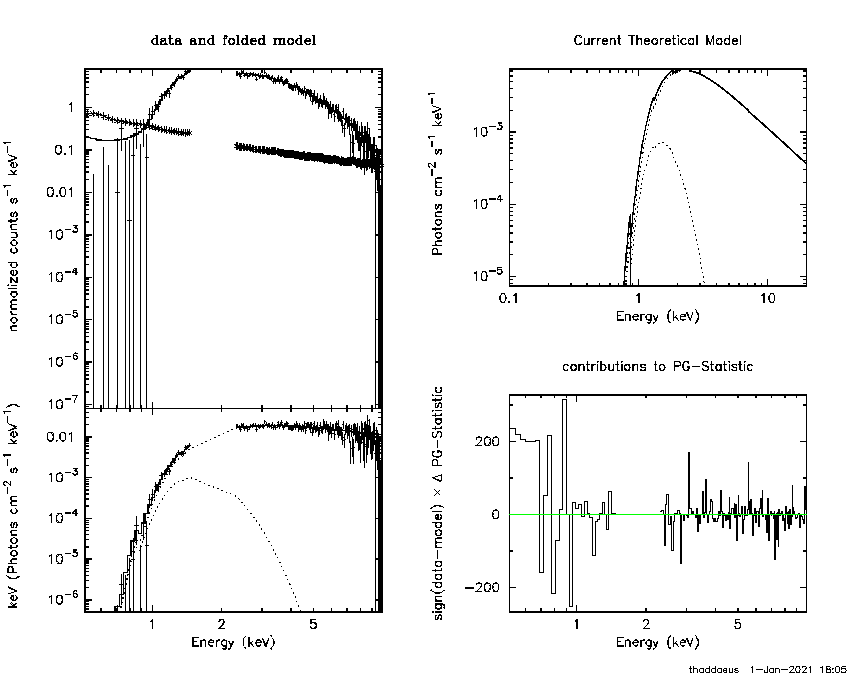 data and folded model
normalized counts s⁻¹ keV⁻¹
1
0.1
0.01
10⁻³
10⁻⁴
10⁻⁵
10⁻⁶
10⁻⁷
keV (Photons cm⁻² s⁻¹ keV⁻¹)
0.01
10⁻³
10⁻⁴
10⁻⁵
10⁻⁶
1 2 5
Energy (keV)
Current Theoretical Model
Photons cm⁻² s⁻¹ keV⁻¹
10⁻³
10⁻⁴
10⁻⁵
0.1 1 10
Energy (keV)
contributions to PG-Statistic
sign(data-model) × Δ PG-Statistic
200
0
-200
1 2 5
Energy (keV)
thaddaeus 1-Jan-2021 18:05